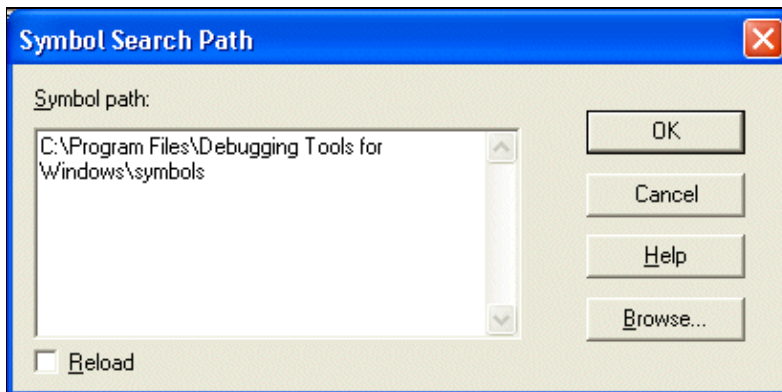 Symbol Search Path
Symbol path:
C:\Program Files\Debugging Tools for
Windows\symbols
OK
Cancel
Help
Browse...
Reload